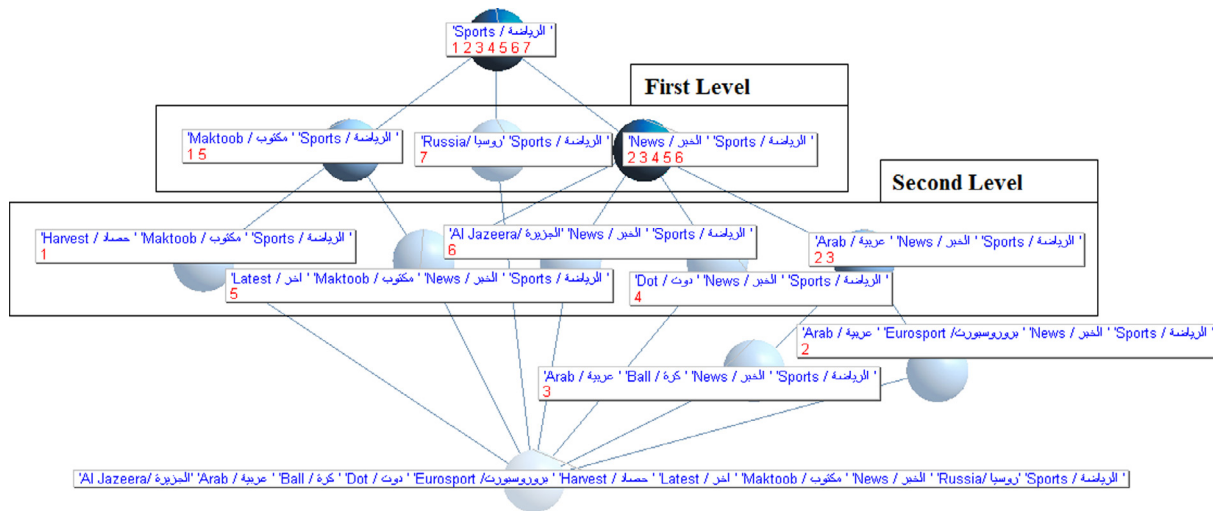 'Sports / الرياضة '
1 2 3 4 5 6 7
First Level
'Maktoob / مكتوب ' 'Sports / الرياضة '
1 5
'Russia/ روسيا' 'Sports / الرياضة '
7
'News / الخبر ' 'Sports / الرياضة '
2 3 4 5 6
Second Level
'Harvest / حصاد ' 'Maktoob / مكتوب ' 'Sports / الرياضة '
1
'Al Jazeera/ الجزيرة' 'News / الخبر ' 'Sports / الرياضة '
6
'Arab / عربية ' 'News / الخبر ' 'Sports / الرياضة '
2 3
'Latest / اخر ' 'Maktoob / مكتوب ' 'News / الخبر ' 'Sports / الرياضة '
5
'Dot / دوت ' 'News / الخبر ' 'Sports / الرياضة '
4
'Arab / عربية ' 'Eurosport/ بروروسبورت' 'News / الخبر ' 'Sports / الرياضة '
2
'Arab / عربية ' 'Ball / كرة ' 'News / الخبر ' 'Sports / الرياضة '
3
'Al Jazeera/ الجزيرة' 'Arab / عربية ' 'Ball / كرة ' 'Dot / دوت ' 'Eurosport/ بروروسبورت' 'Harvest / حصاد ' 'Latest / اخر ' 'Maktoob / مكتوب ' 'News / الخبر ' 'Russia/ روسيا' 'Sports / الرياضة '